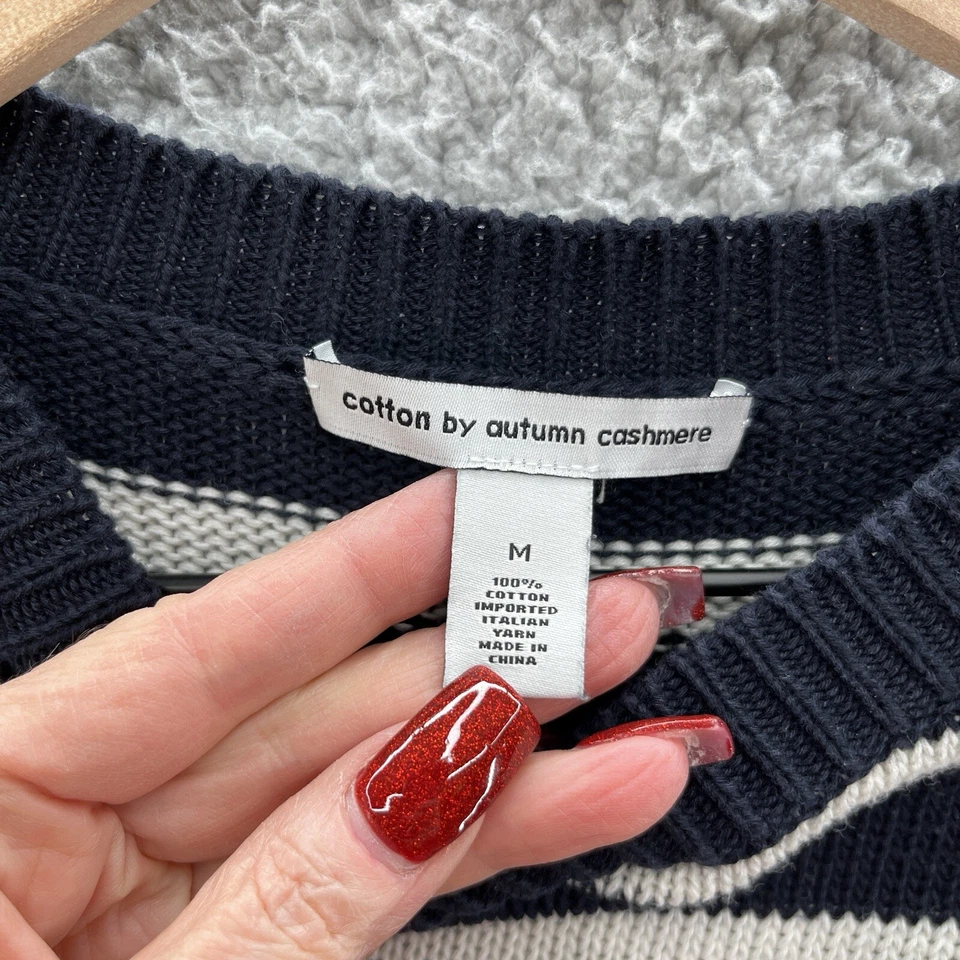 cotton by autumn cashmere
M
100%
COTTON
IMPORTED
ITALIAN
YARN
MADE IN
CHINA